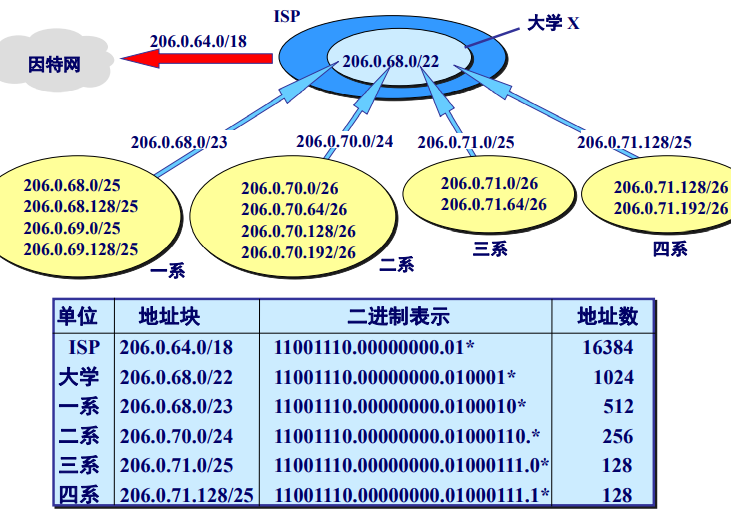 ISP
大学 X
206.0.64.0/18
因特网
206.0.68.0/22
206.0.68.0/23
206.0.70.0/24
206.0.71.0/25
206.0.71.128/25
206.0.68.0/25
206.0.68.128/25
206.0.69.0/25
206.0.69.128/25
一系
206.0.70.0/26
206.0.70.64/26
206.0.70.128/26
206.0.70.192/26
二系
206.0.71.0/26
206.0.71.64/26
三系
206.0.71.128/26
206.0.71.192/26
四系
单位 地址块 二进制表示 地址数
ISP 206.0.64.0/18 11001110.00000000.01* 16384
大学 206.0.68.0/22 11001110.00000000.010001* 1024
一系 206.0.68.0/23 11001110.00000000.0100010* 512
二系 206.0.70.0/24 11001110.00000000.01000110.* 256
三系 206.0.71.0/25 11001110.00000000.01000111.0* 128
四系 206.0.71.128/25 11001110.00000000.01000111.1* 128